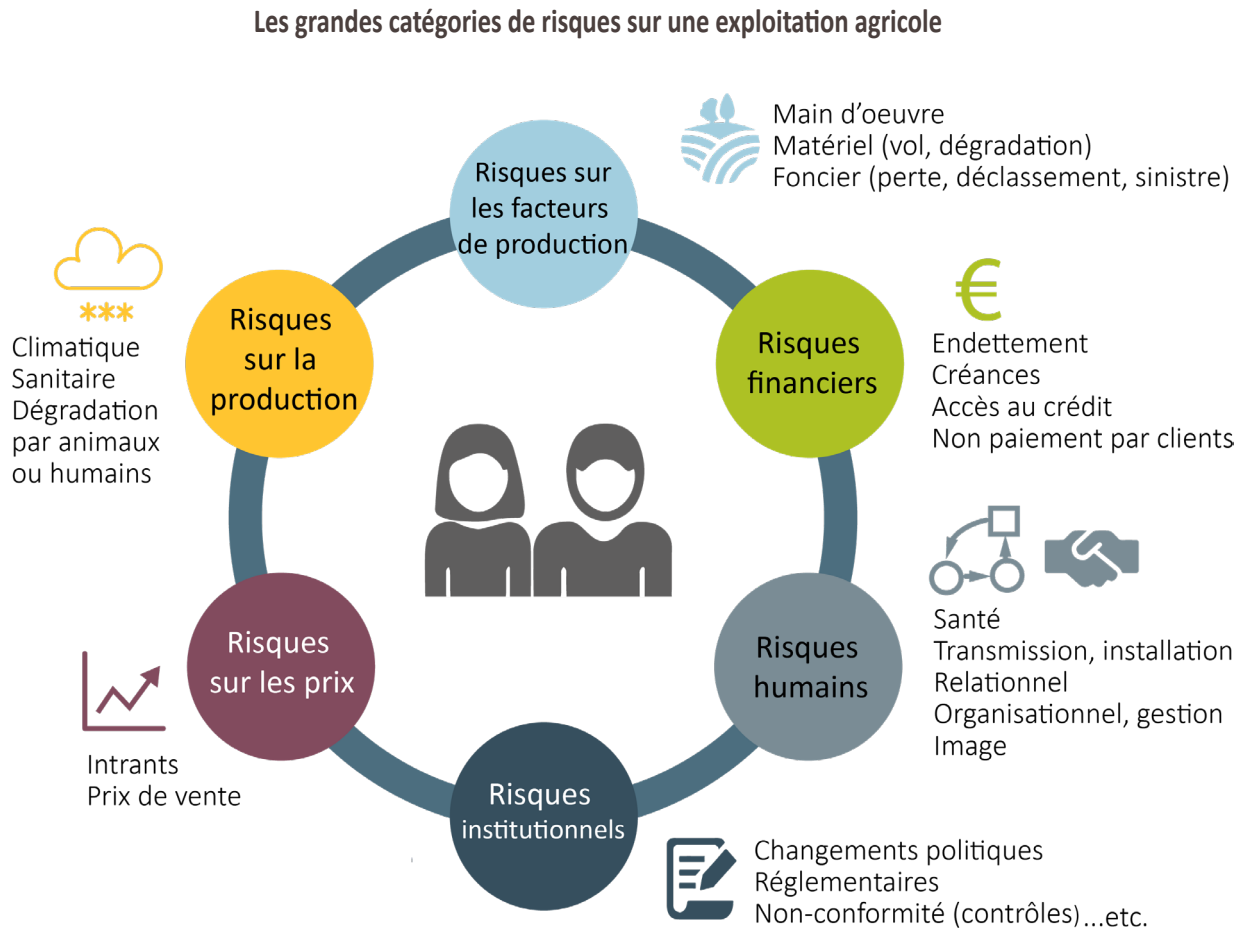 Les grandes catégories de risques sur une exploitation agricole
Risques sur
les facteurs
de production
Main d'oeuvre
Matériel (vol, dégradation)
Foncier (perte, déclassement, sinistre)
Risques
financiers
€
Endettement
Créances
Accès au crédit
Non paiement par clients
Risques
humains
Santé
Transmission, installation
Relationnel
Organisationnel, gestion
Image
Risques
institutionnels
Changements politiques
Réglementaires
Non-conformité (contrôles) ...etc.
Risques
sur les prix
Intrants
Prix de vente
Risques
sur la
production
***
Climatique
Sanitaire
Dégradation
par animaux
ou humains